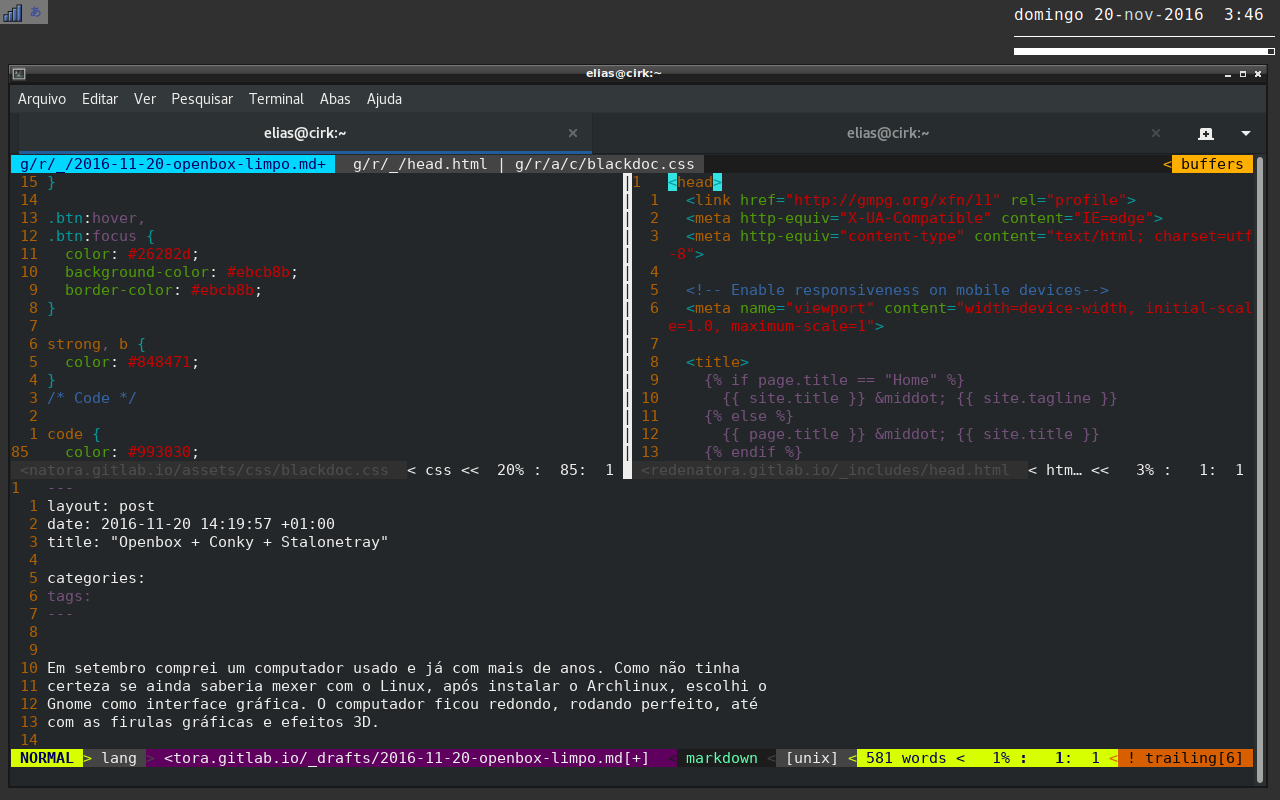 あ
domingo 20-nov-2016  3:46
elias@cirk:~
Arquivo Editar Ver Pesquisar Terminal Abas Ajuda
elias@cirk:~ × elias@cirk:~ ×
g/r/_/2016-11-20-openbox-limpo.md+  g/r/_/head.html | g/r/a/c/blackdoc.css < buffers
15 }
14
13 .btn:hover,
12 .btn:focus {
11   color: #26282d;
10   background-color: #ebcb8b;
9   border-color: #ebcb8b;
8 }
7
6 strong, b {
5   color: #848471;
4 }
3 /* Code */
2
1 code {
85   color: #993030;
<natora.gitlab.io/assets/css/blackdoc.css  < css <<  20% :  85:  1
1   <head>
1   <link href="http://gmpg.org/xfn/11" rel="profile">
2   <meta http-equiv="X-UA-Compatible" content="IE=edge">
3   <meta http-equiv="content-type" content="text/html; charset=utf
-8">
4
5   <!-- Enable responsiveness on mobile devices-->
6   <meta name="viewport" content="width=device-width, initial-scal
e=1.0, maximum-scale=1">
7
8   <title>
9     {% if page.title == "Home" %}
10       {{ site.title }} &middot; {{ site.tagline }}
11     {% else %}
12       {{ page.title }} &middot; {{ site.title }}
13     {% endif %}
<redenatora.gitlab.io/_includes/head.html  < htm… <<   3% :   1:  1
1   ---
1 layout: post
2 date: 2016-11-20 14:19:57 +01:00
3 title: "Openbox + Conky + Stalonetray"
4
5 categories:
6 tags:
7 ---
8
9
10 Em setembro comprei um computador usado e já com mais de anos. Como não tinha
11 certeza se ainda saberia mexer com o Linux, após instalar o Archlinux, escolhi o
12 Gnome como interface gráfica. O computador ficou redondo, rodando perfeito, até
13 com as firulas gráficas e efeitos 3D.
14
NORMAL > lang > <tora.gitlab.io/_drafts/2016-11-20-openbox-limpo.md[+]  < markdown < [unix] < 581 words <   1% :   1:  1 < ! trailing[6]